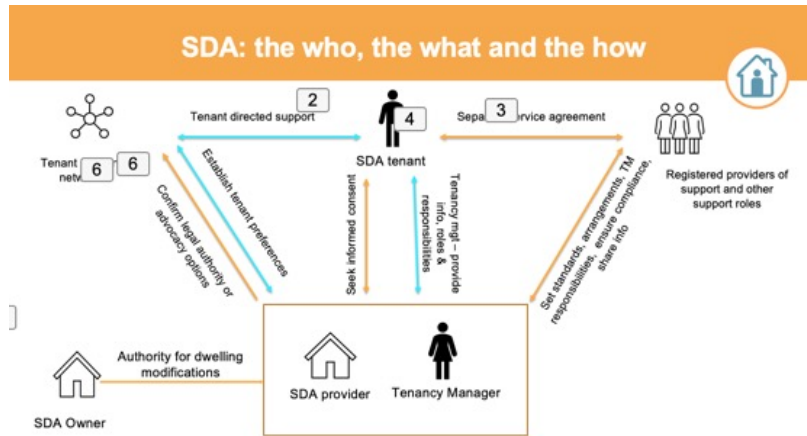 SDA: the who, the what and the how
2
Tenant directed support
4
3
Separ service agreement
SDA tenant
6
6
Tenant
netw
Registered providers of
support and other
support roles
Establish tenant preferences
Confirm legal authority or
advocacy options
Seek informed consent
Tenancy mgt – provide
info, roles &
responsibilities
Set standards, arrangements, TM
responsibilities, ensure compliance,
share info
Authority for dwelling
modifications
SDA Owner
SDA provider
Tenancy Manager